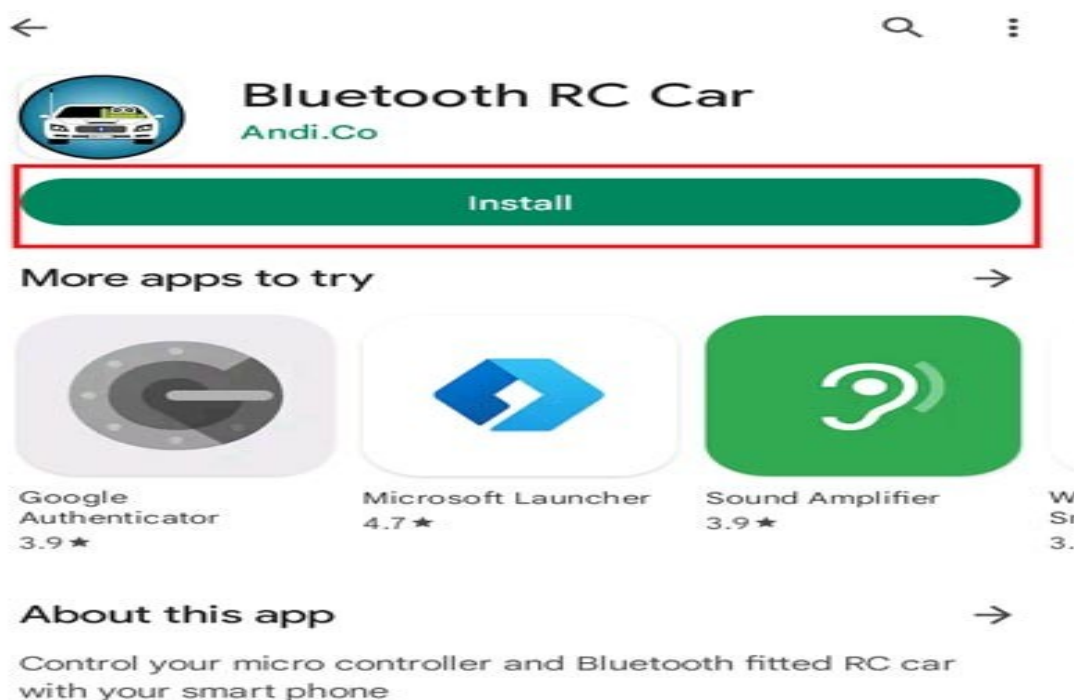 Bluetooth RC Car
Andi.Co
Install
More apps to try
Google
Authenticator
3.9 ★
Microsoft Launcher
4.7 ★
Sound Amplifier
3.9 ★
About this app
Control your micro controller and Bluetooth fitted RC car
with your smart phone